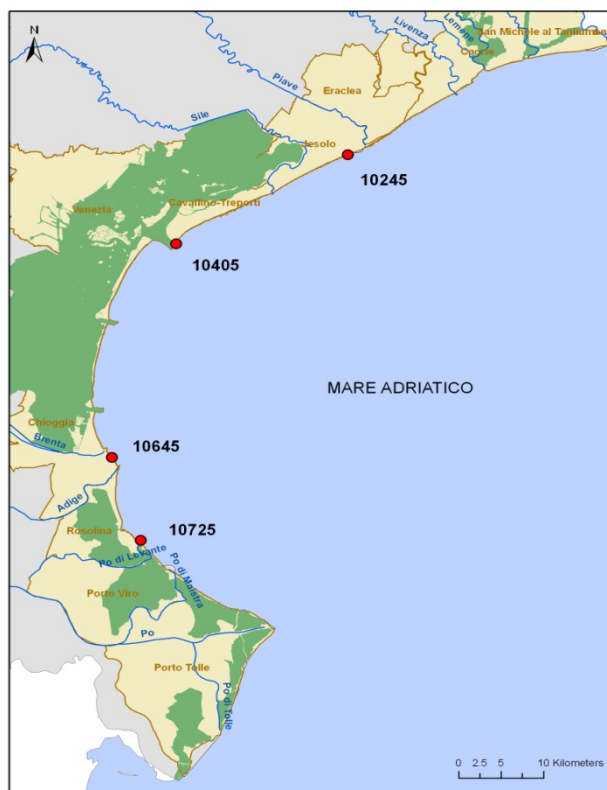 N
Livenza
Lemene
San Michele al Tagliamen
Caorle
Piave
Eraclea
Sile
Jesolo
10245
Venezia
Cavallino-Treporti
10405
MARE ADRIATICO
Chioggia
Brenta
10645
Adige
10725
Rosolina
Po di Levante
Po di Maistra
Porto Viro
Po
Porto Tolle
Po di Tolle
0 2.5 5 10 Kilometers